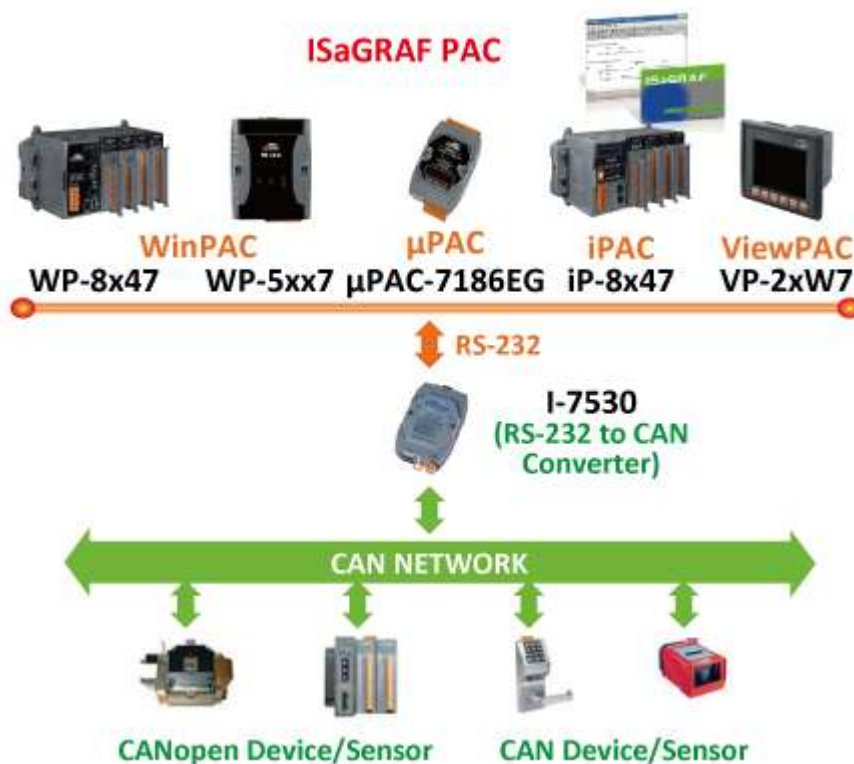 ISaGRAF PAC
ISaGRAF
WinPAC
µPAC
iPAC
ViewPAC
WP-8x47
WP-5xx7
µPAC-7186EG
iP-8x47
VP-2xW7
RS-232
I-7530
(RS-232 to CAN
Converter)
CAN NETWORK
CANopen Device/Sensor
CAN Device/Sensor